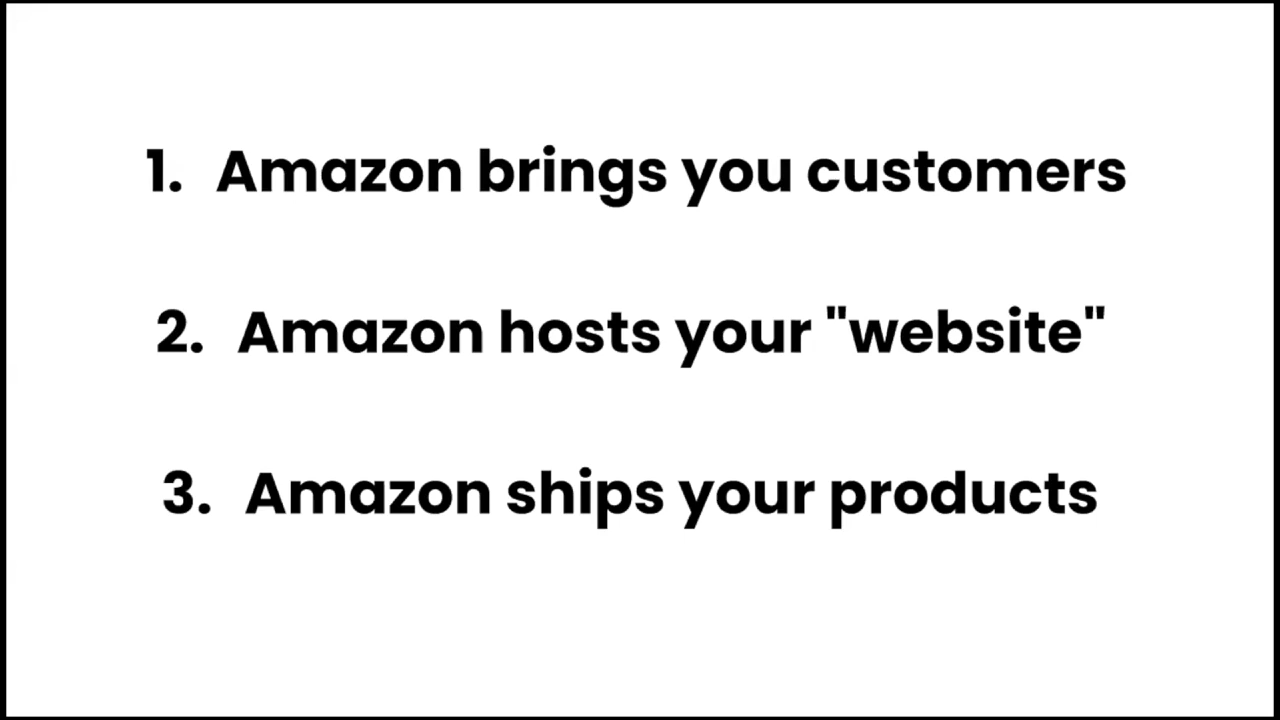 1. Amazon brings you customers
2. Amazon hosts your "website"
3. Amazon ships your products